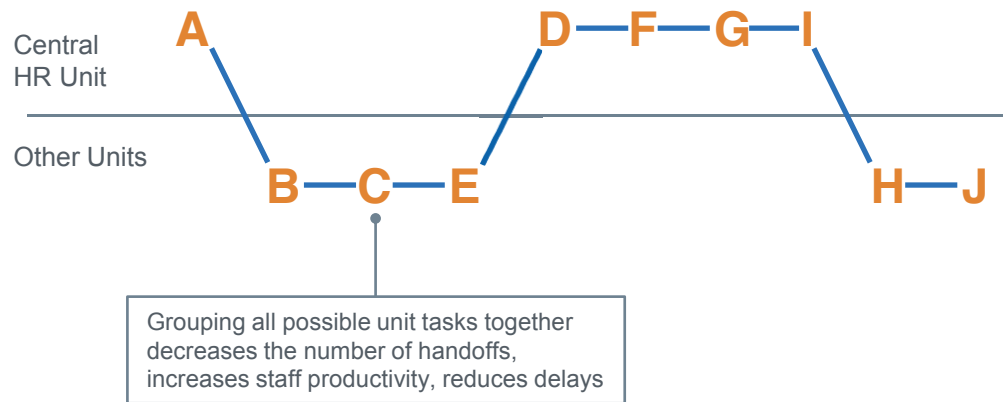 Central
HR Unit
A
D
F
G
I
Other Units
B
C
E
H
J
Grouping all possible unit tasks together
decreases the number of handoffs,
increases staff productivity, reduces delays